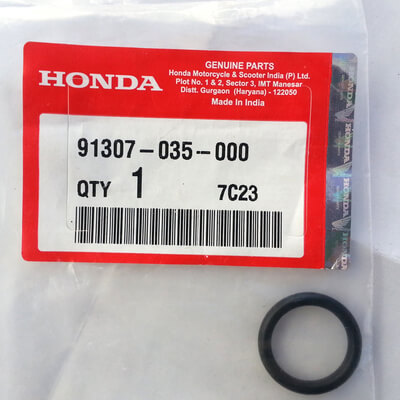 GENUINE PARTS
Honda Motorcycle & Scooter India (P) Ltd.
Plot No. 1 & 2, Sector 3, IMT Manesar
Distt. Gurgaon (Haryana) - 122050
Made In India
HONDA
91307-035-000
QTY 1 7C23